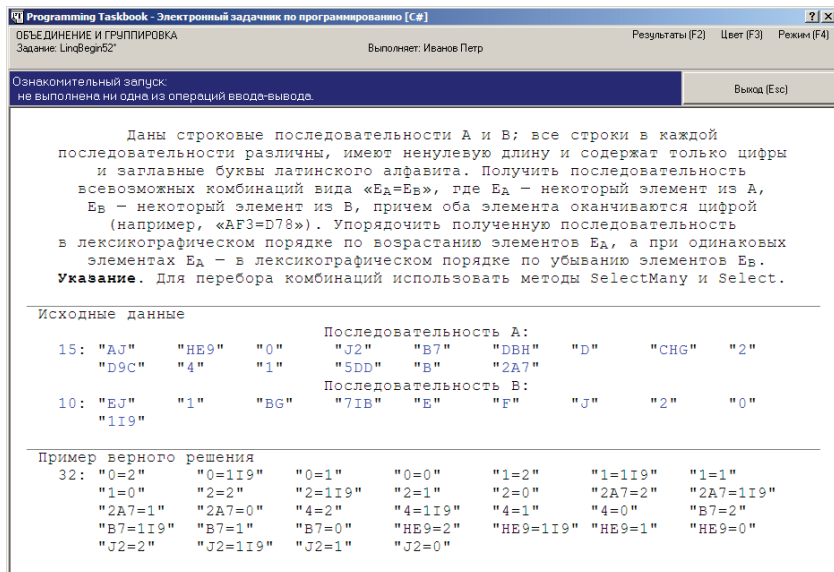 Programming Taskbook - Электронный задачник по программированию [C#]
ОБЪЕДИНЕНИЕ И ГРУППИРОВКА Результаты (F2) Цвет (F3) Режим (F4)
Задание: LinqBegin52° Выполняет: Иванов Петр
Ознакомительный запуск:
не выполнена ни одна из операций ввода-вывода. Выход (Esc)
Даны строковые последовательности A и B; все строки в каждой
последовательности различны, имеют ненулевую длину и содержат только цифры
и заглавные буквы латинского алфавита. Получить последовательность
всевозможных комбинаций вида «EA=EB», где EA — некоторый элемент из A,
EB — некоторый элемент из B, причем оба элемента оканчиваются цифрой
(например, «AF3=D78»). Упорядочить полученную последовательность
в лексикографическом порядке по возрастанию элементов EA, а при одинаковых
элементах EA — в лексикографическом порядке по убыванию элементов EB.
Указание. Для перебора комбинаций использовать методы SelectMany и Select.
Исходные данные
Последовательность A:
15: "AJ" "HE9" "0" "J2" "B7" "DBH" "D" "CHG" "2"
"D9C" "4" "1" "5DD" "B" "2A7"
Последовательность B:
10: "EJ" "1" "BG" "7IB" "E" "F" "J" "2" "0"
"1I9"
Пример верного решения
32: "0=2" "0=1I9" "0=1" "0=0" "1=2" "1=1I9" "1=1"
"1=0" "2=2" "2=1I9" "2=1" "2=0" "2A7=2" "2A7=1I9"
"2A7=1" "2A7=0" "4=2" "4=1I9" "4=1" "4=0" "B7=2"
"B7=1I9" "B7=1" "B7=0" "HE9=2" "HE9=1I9" "HE9=1" "HE9=0"
"J2=2" "J2=1I9" "J2=1" "J2=0"